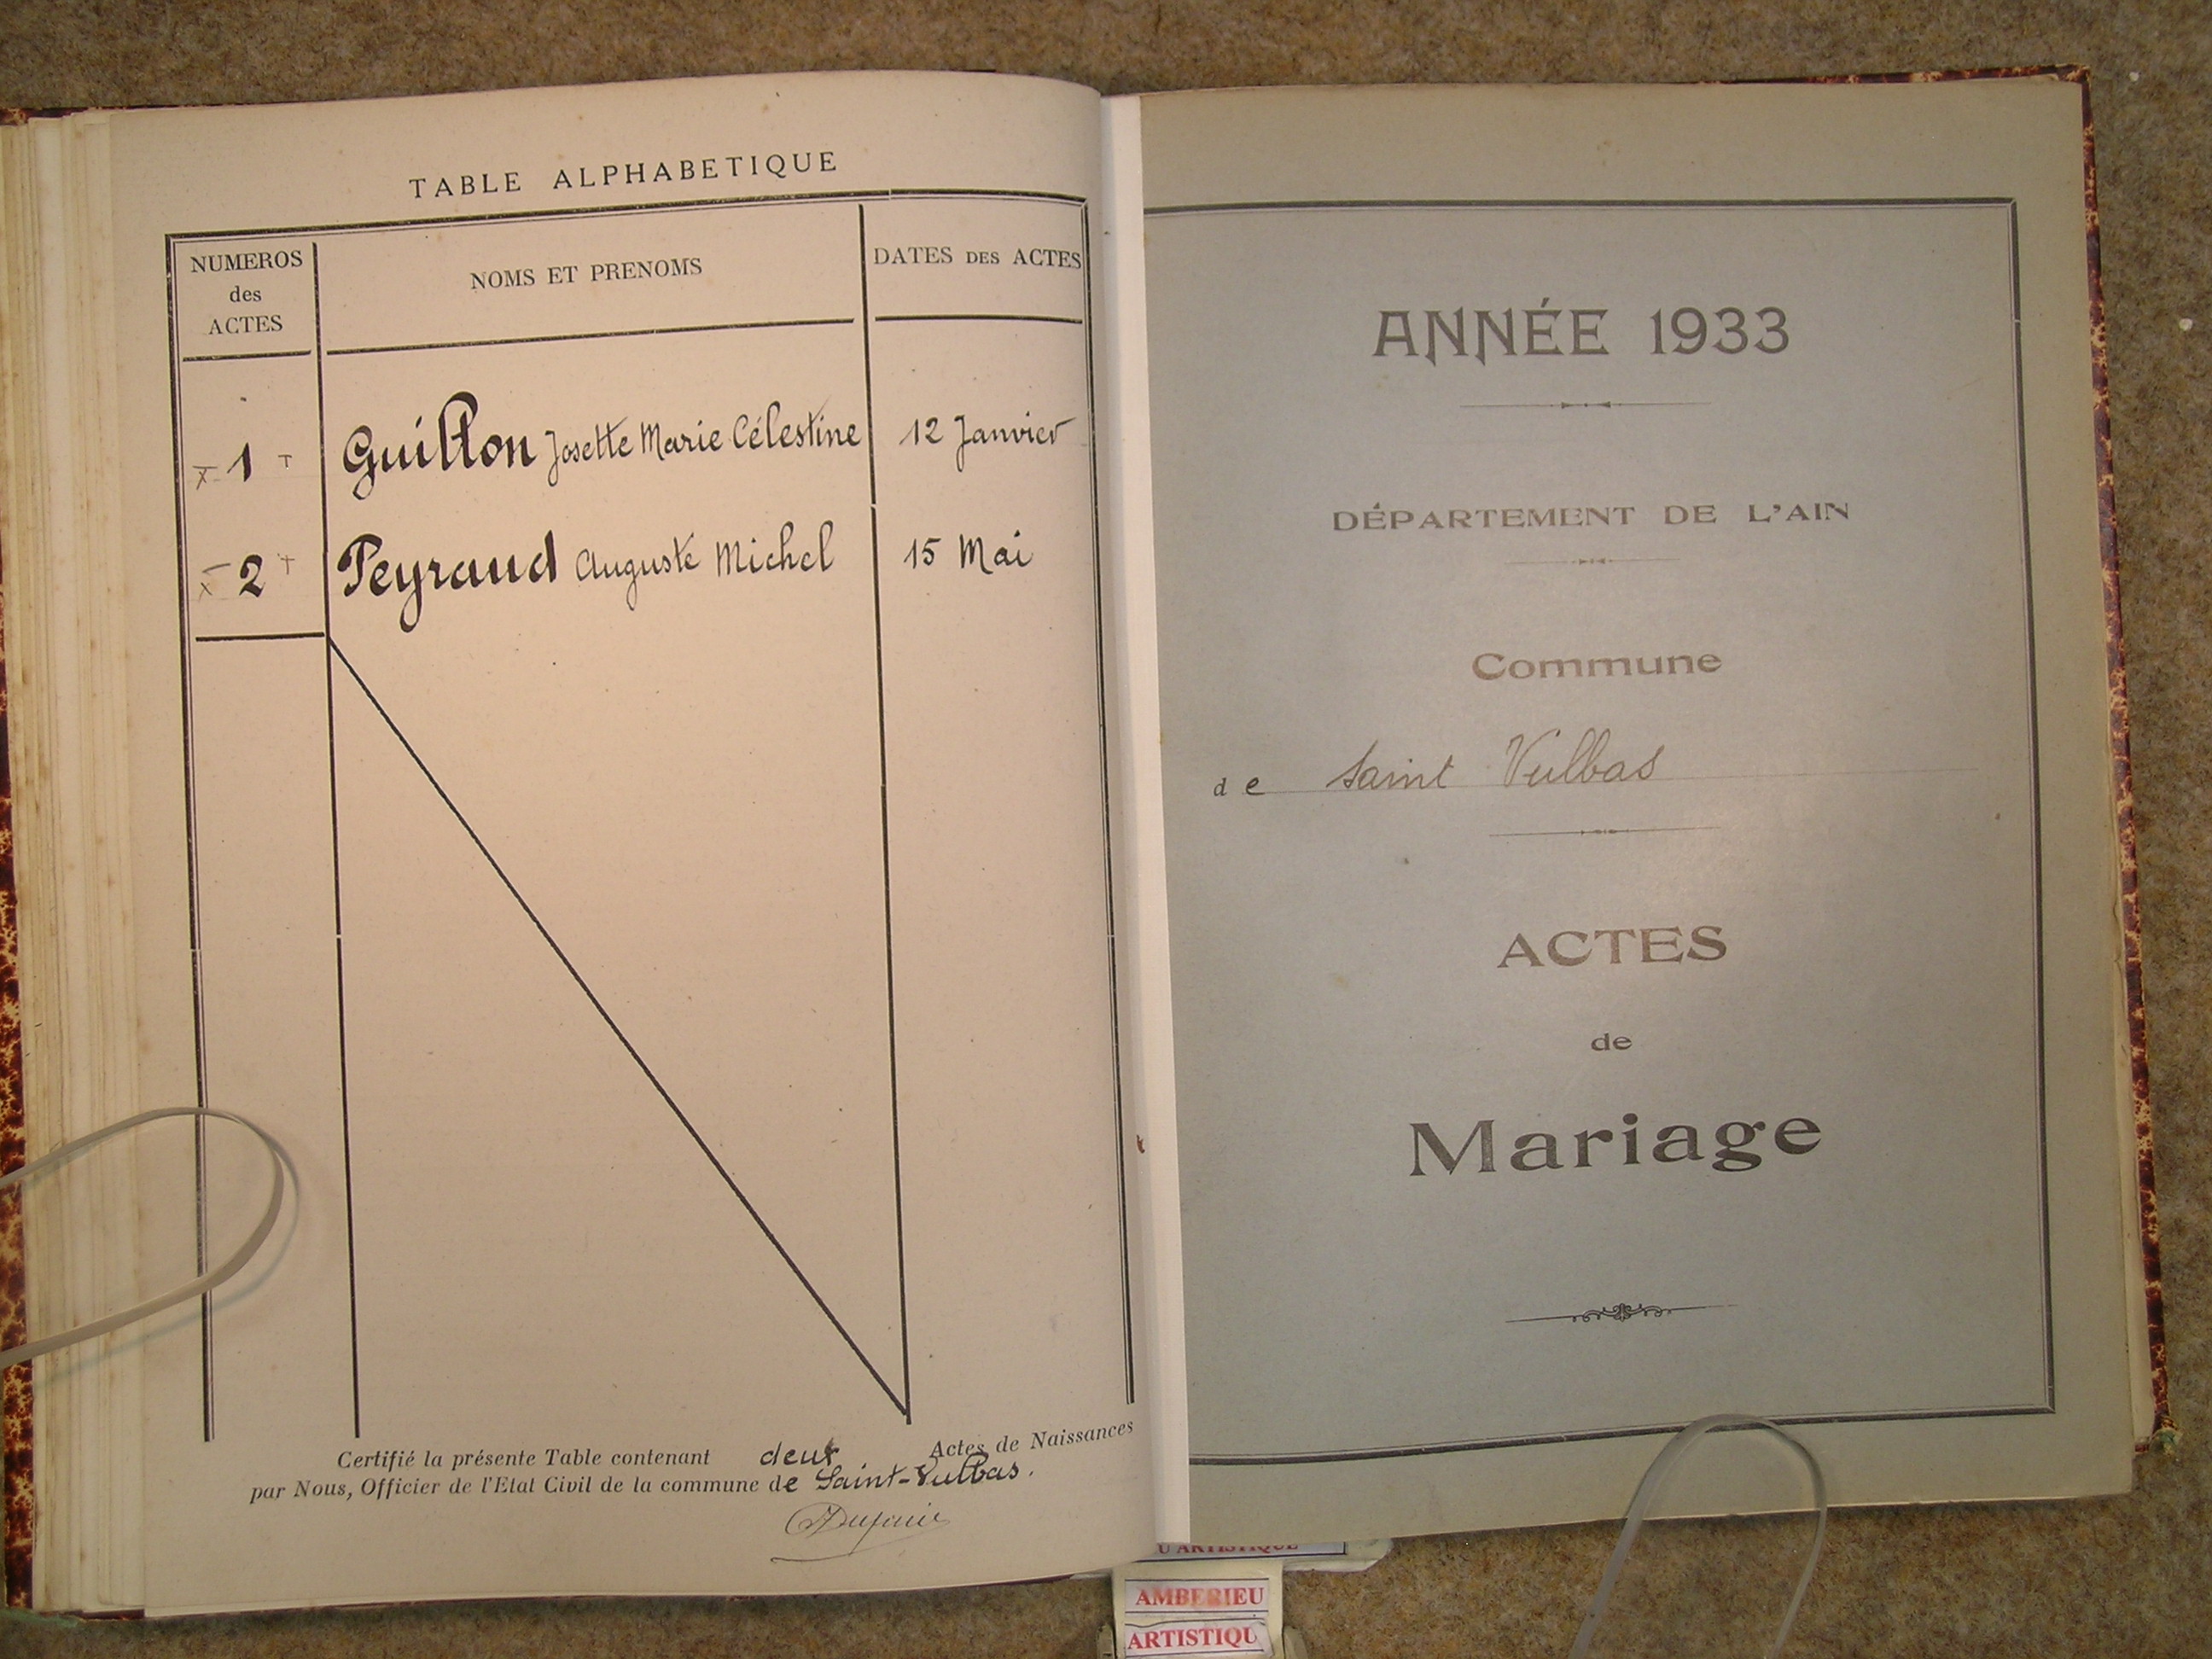 TABLE ALPHABETIQUE
NUMEROS
des
ACTES
NOMS ET PRENOMS
DATES DES ACTES
1 Guillon Josette Marie Célestine 12 Janvier
2 Peyraud Auguste Michel 15 Mai
Certifié la présente Table contenant deux Actes de Naissances
par Nous, Officier de l'Etat Civil de la commune de Saint-Vulbas.
ANNÉE 1933
DÉPARTEMENT DE L'AIN
Commune
de Saint Vulbas
ACTES
de
Mariage
U ARTISTIQUE
AMBERIEU
ARTISTIQU